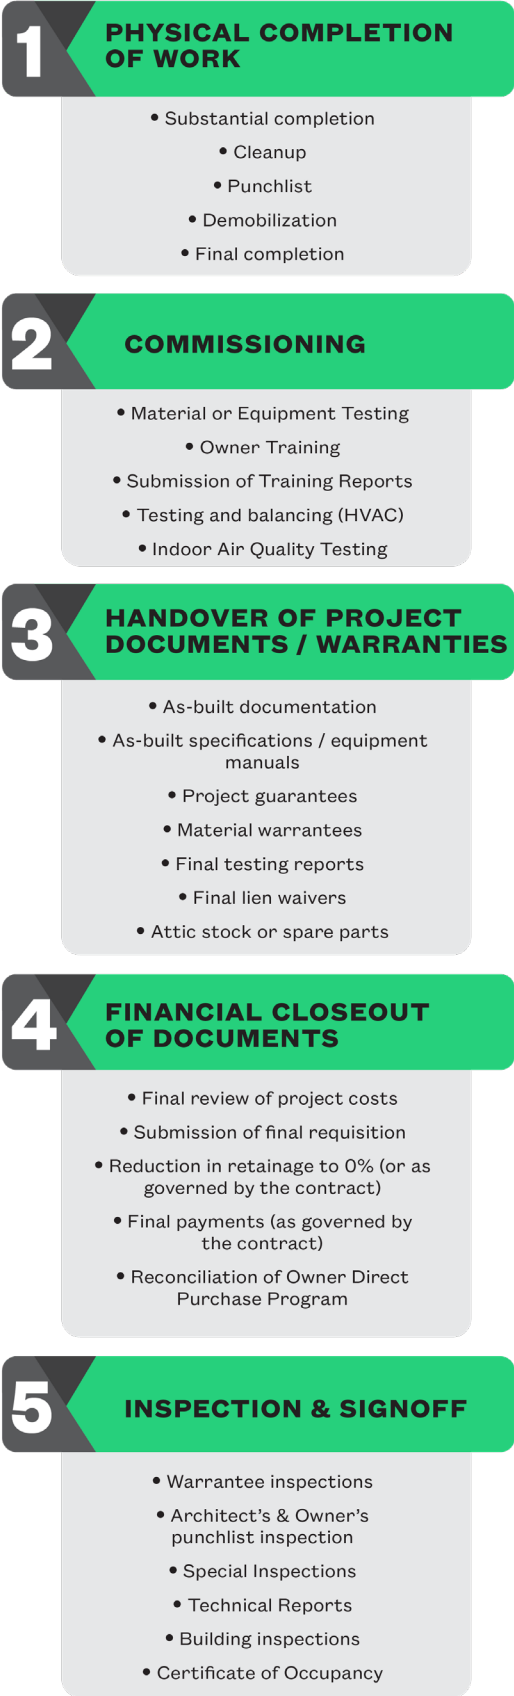 1
PHYSICAL COMPLETION
OF WORK
• Substantial completion
• Cleanup
• Punchlist
• Demobilization
• Final completion
2
COMMISSIONING
• Material or Equipment Testing
• Owner Training
• Submission of Training Reports
• Testing and balancing (HVAC)
• Indoor Air Quality Testing
3
HANDOVER OF PROJECT
DOCUMENTS / WARRANTIES
• As-built documentation
• As-built specifications / equipment
manuals
• Project guarantees
• Material warrantees
• Final testing reports
• Final lien waivers
• Attic stock or spare parts
4
FINANCIAL CLOSEOUT
OF DOCUMENTS
• Final review of project costs
• Submission of final requisition
• Reduction in retainage to 0% (or as
governed by the contract)
• Final payments (as governed by
the contract)
• Reconciliation of Owner Direct
Purchase Program
5
INSPECTION & SIGNOFF
• Warrantee inspections
• Architect’s & Owner’s
punchlist inspection
• Special Inspections
• Technical Reports
• Building inspections
• Certificate of Occupancy